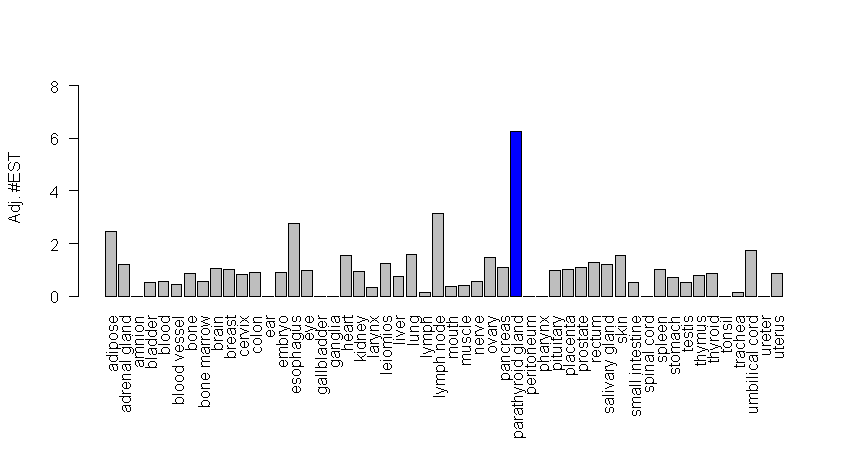 8
6
4
2
0
Adj. #EST
adipose
adrenal gland
amnion
bladder
blood
blood vessel
bone
bone marrow
brain
breast
cervix
colon
ear
embryo
esophagus
eye
gallbladder
ganglia
heart
kidney
larynx
leiomios
liver
lung
lymph
lymph node
mouth
muscle
nerve
ovary
pancreas
parathyroid gland
peritoneum
pharynx
pituitary
placenta
prostate
rectum
salivary gland
skin
small intestine
spinal cord
spleen
stomach
testis
thymus
thyroid
tonsil
trachea
umbilical cord
ureter
uterus